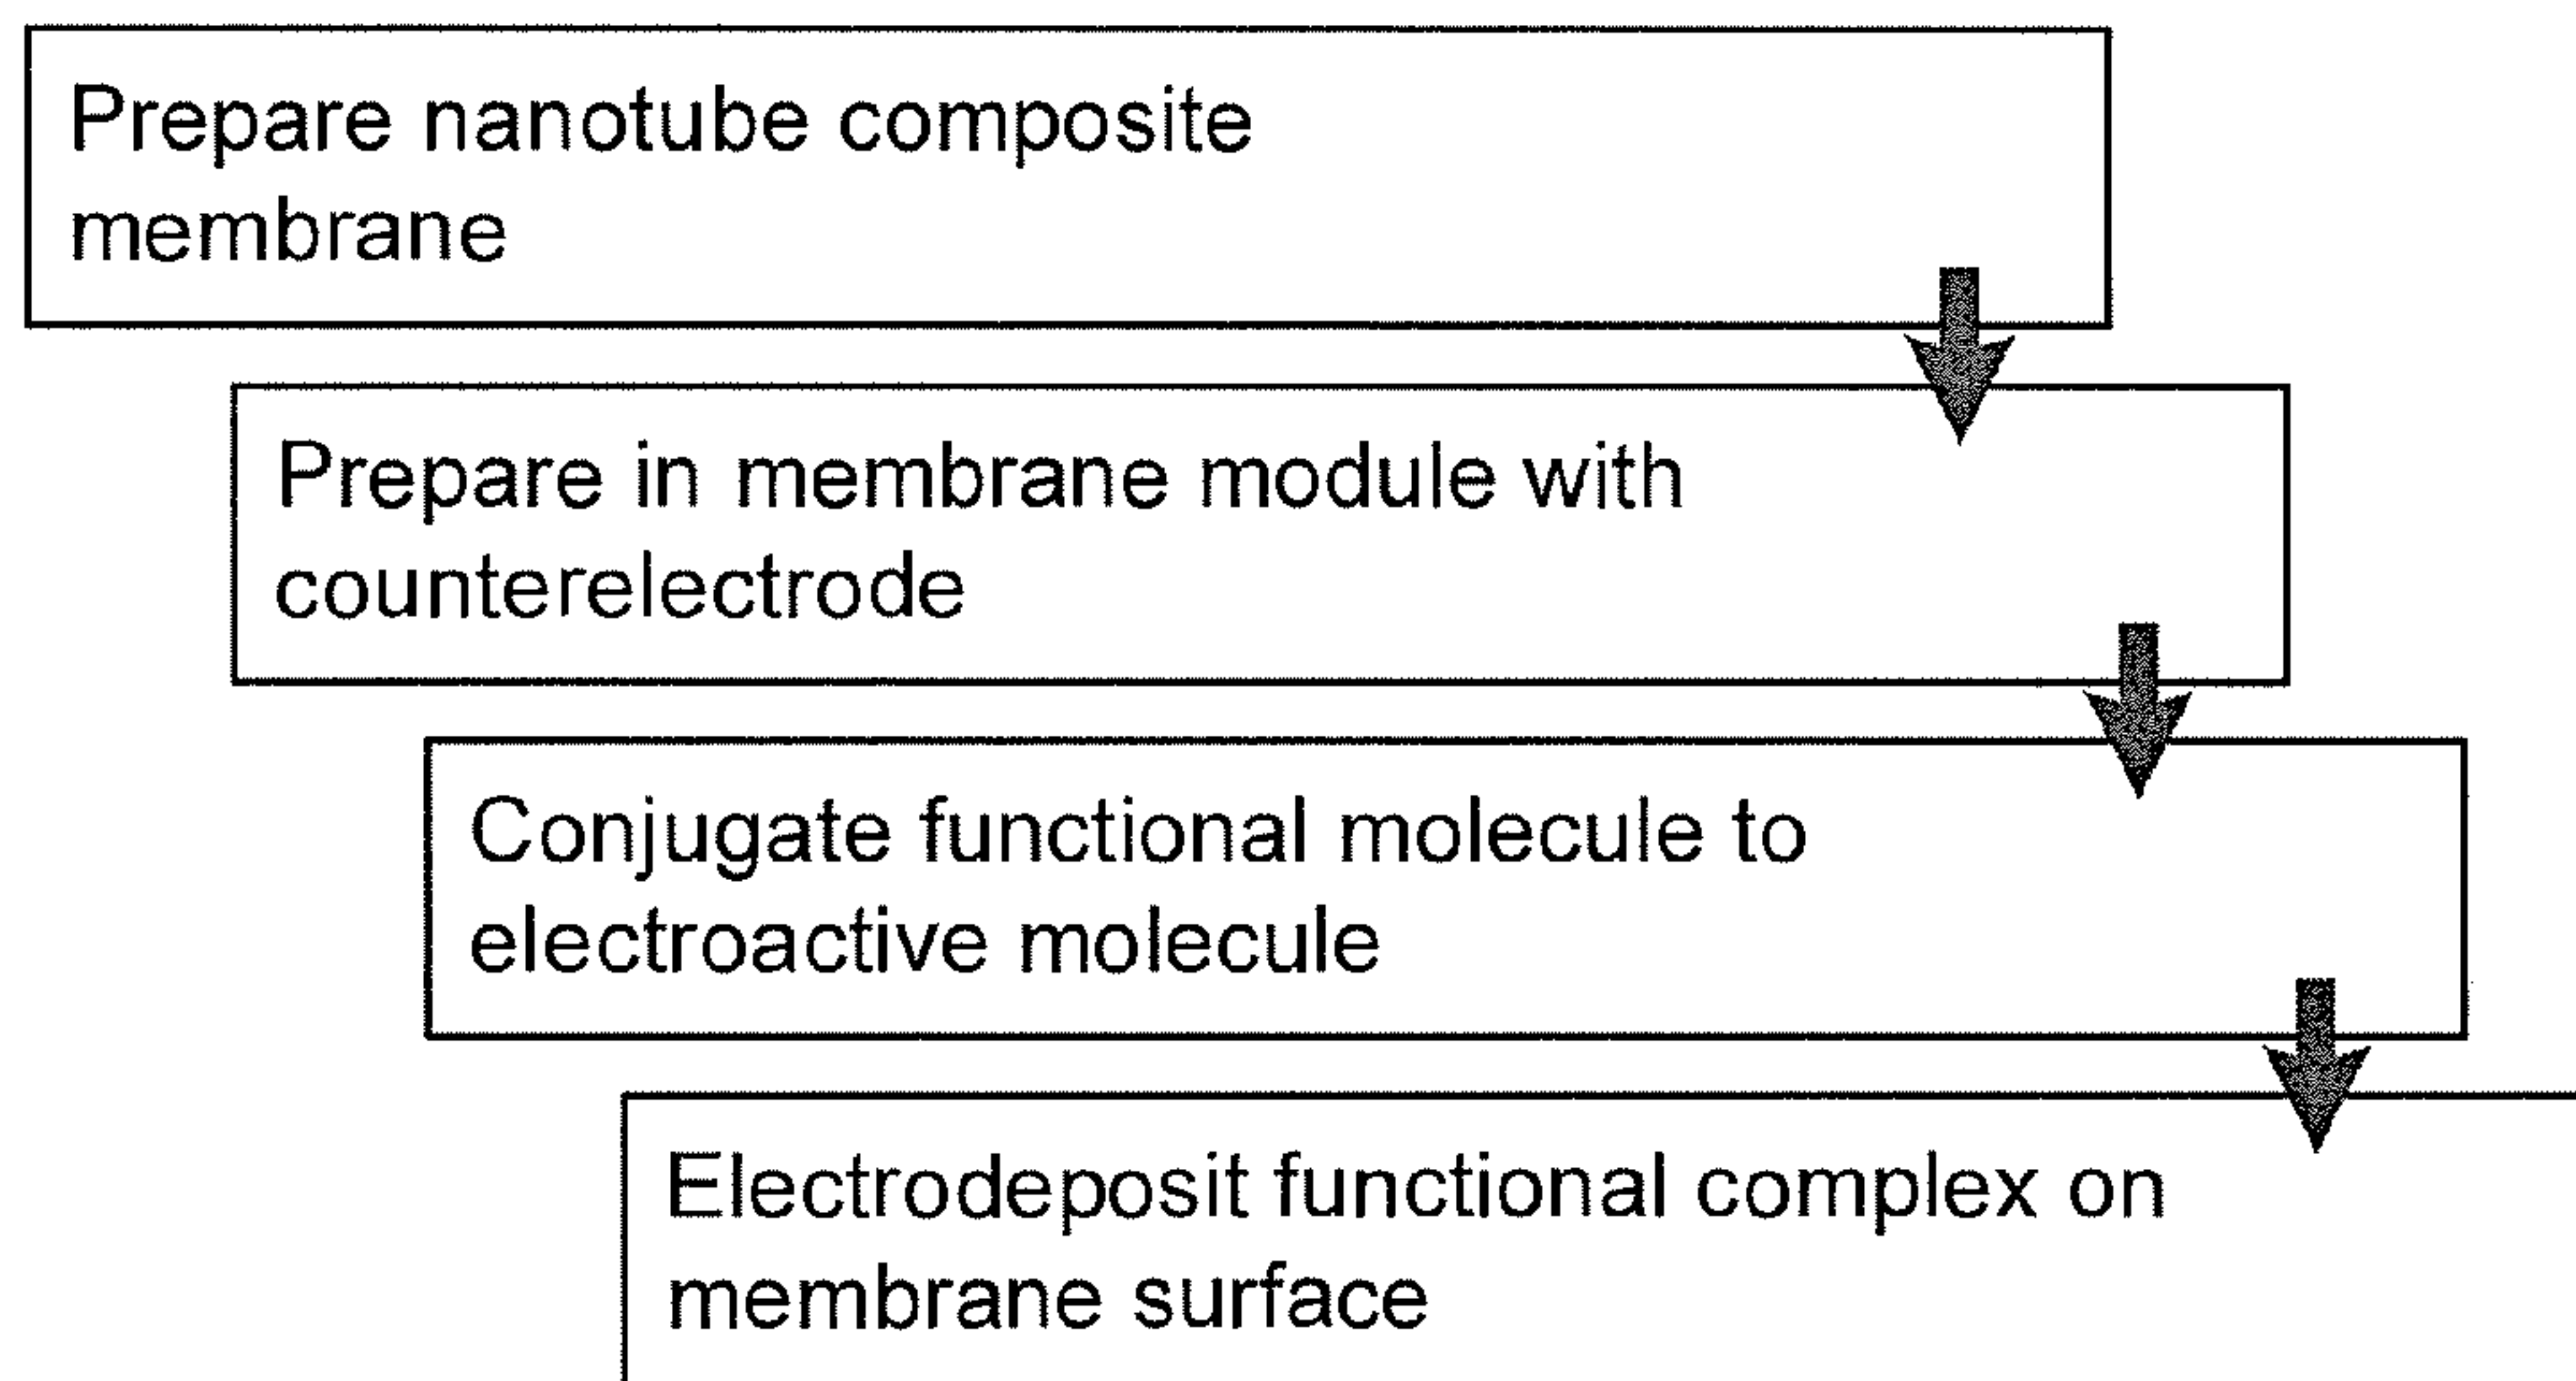 Prepare nanotube composite
membrane
Prepare in membrane module with
counterelectrode
Conjugate functional molecule to
electroactive molecule
Electrodeposit functional complex on
membrane surface